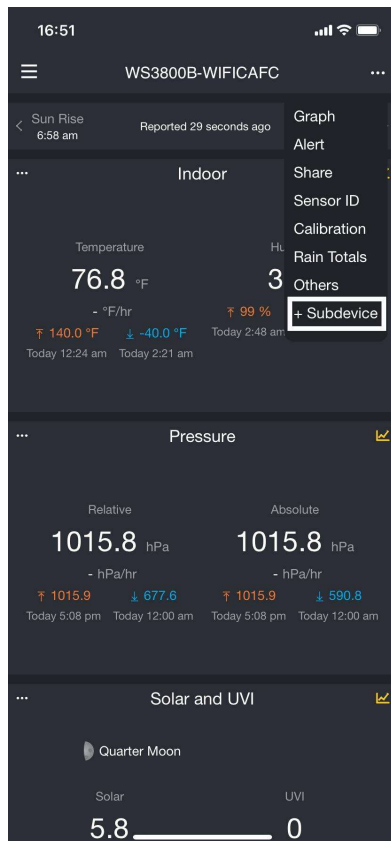 16:51
WS3800B-WIFICAFC
Sun Rise
6:58 am
Reported 29 seconds ago
Graph
Alert
Share
Sensor ID
Calibration
Rain Totals
Others
+ Subdevice
Indoor
Temperature
76.8 °F
- °F/hr
140.0 °F -40.0 °F
Today 12:24 am Today 2:21 am
99 %
Today 2:48 am
Pressure
Relative
1015.8 hPa
- hPa/hr
1015.9 677.6
Today 5:08 pm Today 12:00 am
Absolute
1015.8 hPa
- hPa/hr
1015.9 590.8
Today 5:08 pm Today 12:00 am
Solar and UVI
Quarter Moon
Solar
5.8
UVI
0